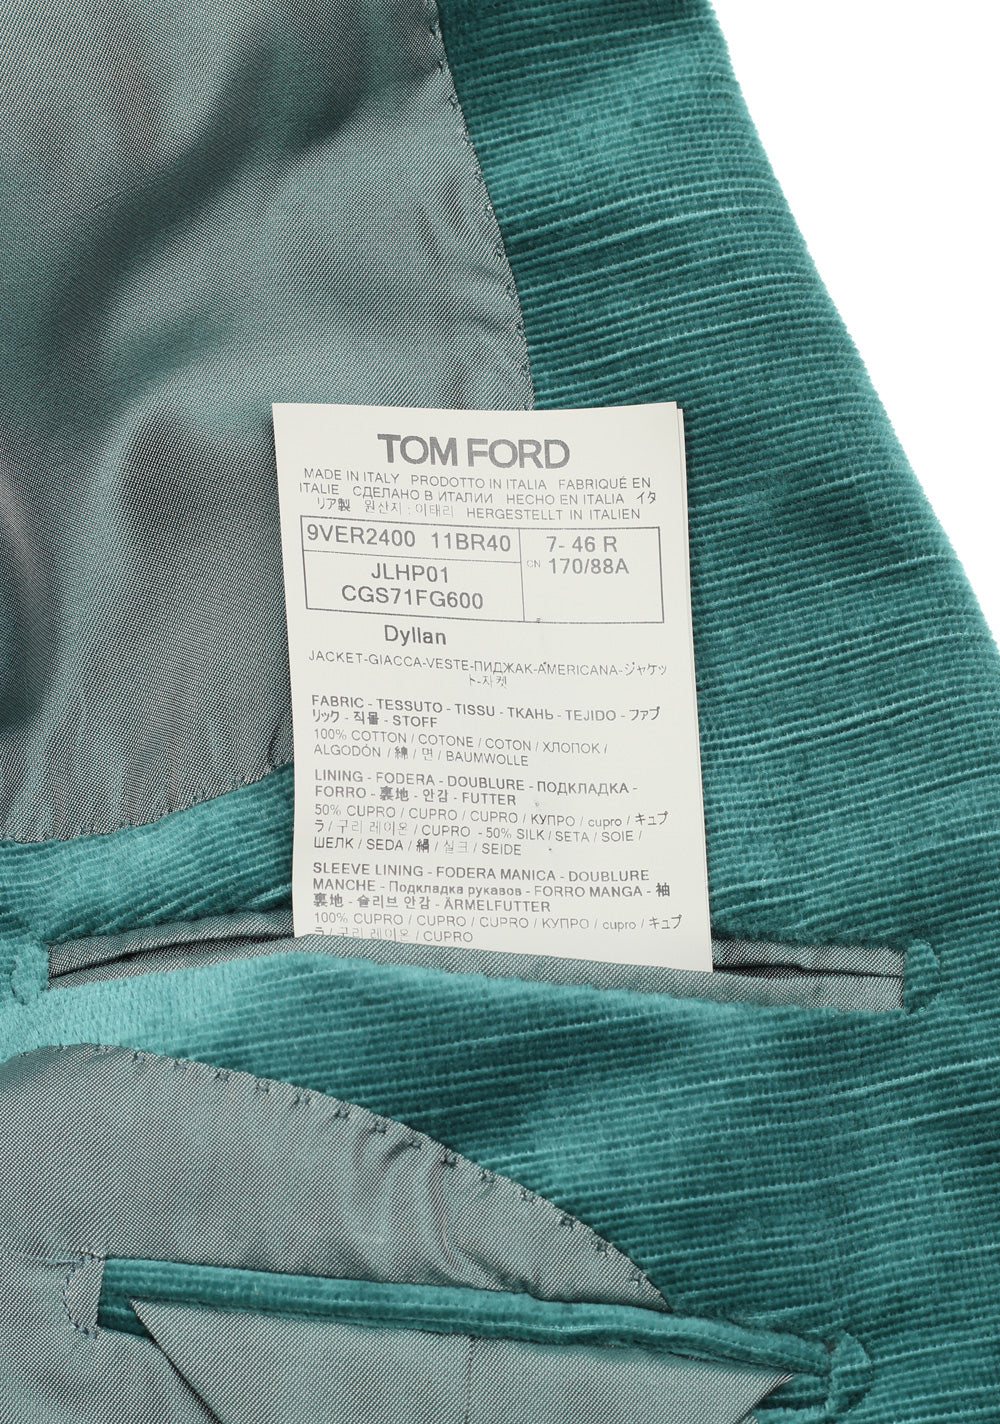 TOM FORD
MADE IN ITALY PRODOTTO IN ITALIA FABRIQUÉ EN
ITALIE СДЕЛАНО В ИТАЛИИ HECHO EN ITALIA イタ
リア製 원산지 : 이태리 HERGESTELLT IN ITALIEN
9VER2400 11BR40
7- 46 R
CN 170/88A
JLHP01
CGS71FG600
Dyllan
JACKET-GIACCA-VESTE-ПИДЖАК-AMERICANA-ジャケッ
ト-자켓
FABRIC - TESSUTO - TISSU - ТКАНЬ - TEJIDO - ファブ
リック - 직물 - STOFF
100% COTTON / COTONE / COTON / ХЛОПОК /
ALGODÓN / 綿 / 면 / BAUMWOLLE
LINING - FODERA - DOUBLURE - ПОДКЛАДКА -
FORRO - 裏地 - 안감 - FUTTER
50% CUPRO / CUPRO / CUPRO / КУПРО / cupro / キュプ
ラ / 구리 레이온 / CUPRO - 50% SILK / SETA / SOIE /
ШЕЛК / SEDA / 絹 / 실크 / SEIDE
SLEEVE LINING - FODERA MANICA - DOUBLURE
MANCHE - Подкладка рукавов - FORRO MANGA - 袖
裏地 - 슬리브 안감 - ÄRMELFUTTER
100% CUPRO / CUPRO / CUPRO / КУПРО / cupro / キュプ
ラ / 구리 레이온 / CUPRO